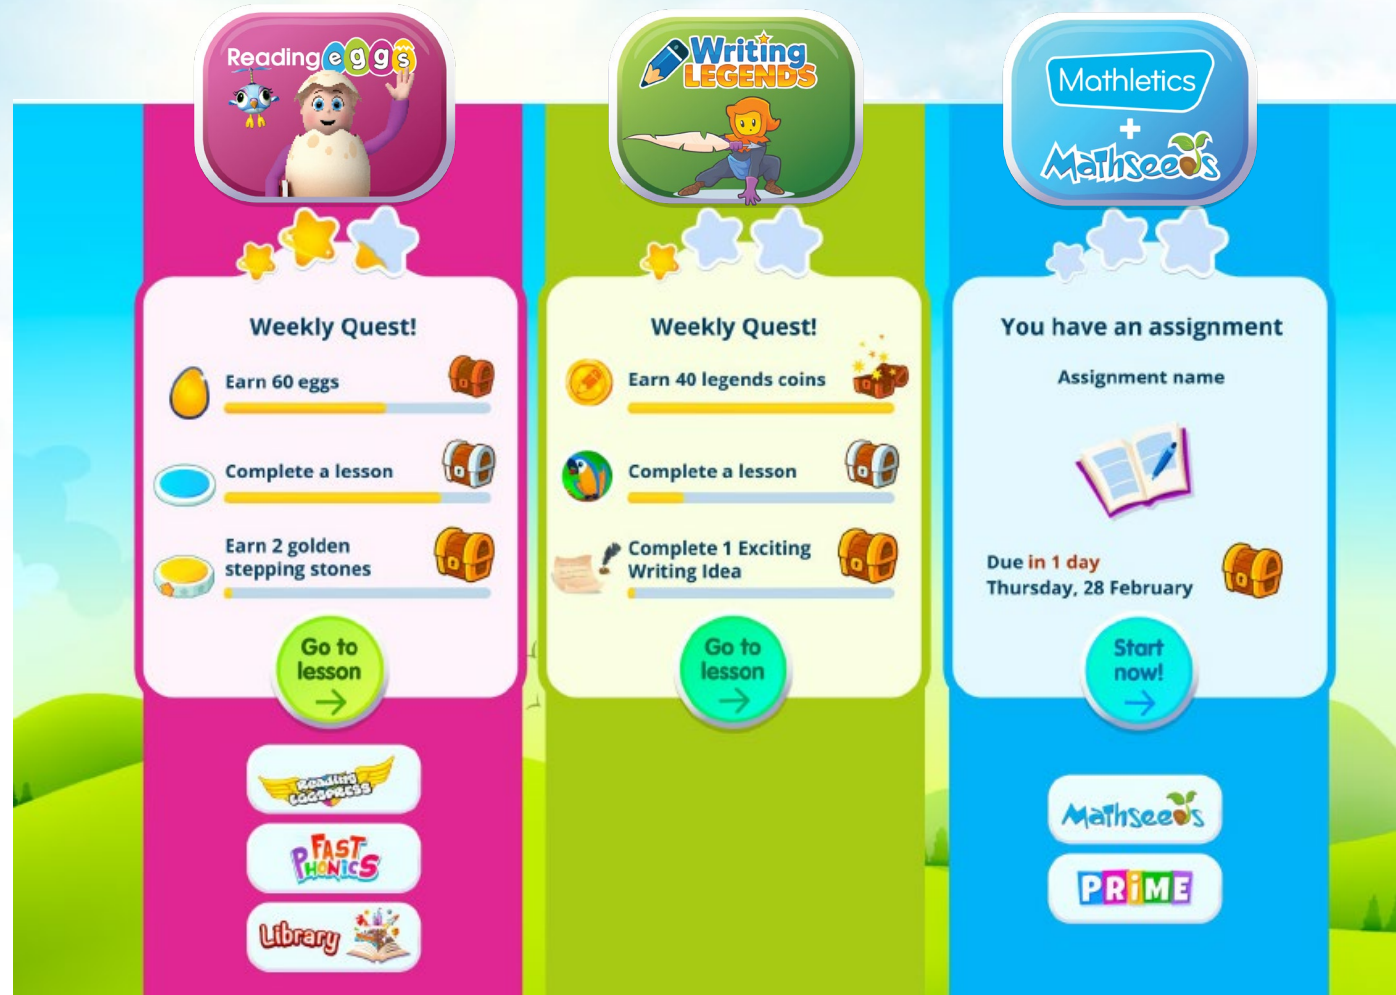 Reading eggs
Weekly Quest!
Earn 60 eggs
Complete a lesson
Earn 2 golden
stepping stones
Go to
lesson
Reading
Eggspress
Fast
Phonics
Library
Writing
LEGENDS
Weekly Quest!
Earn 40 legends coins
Complete a lesson
Complete 1 Exciting
Writing Idea
Go to
lesson
Mathletics
+
Mathseeds
You have an assignment
Assignment name
Due in 1 day
Thursday, 28 February
Start
now!
Mathseeds
PRiME